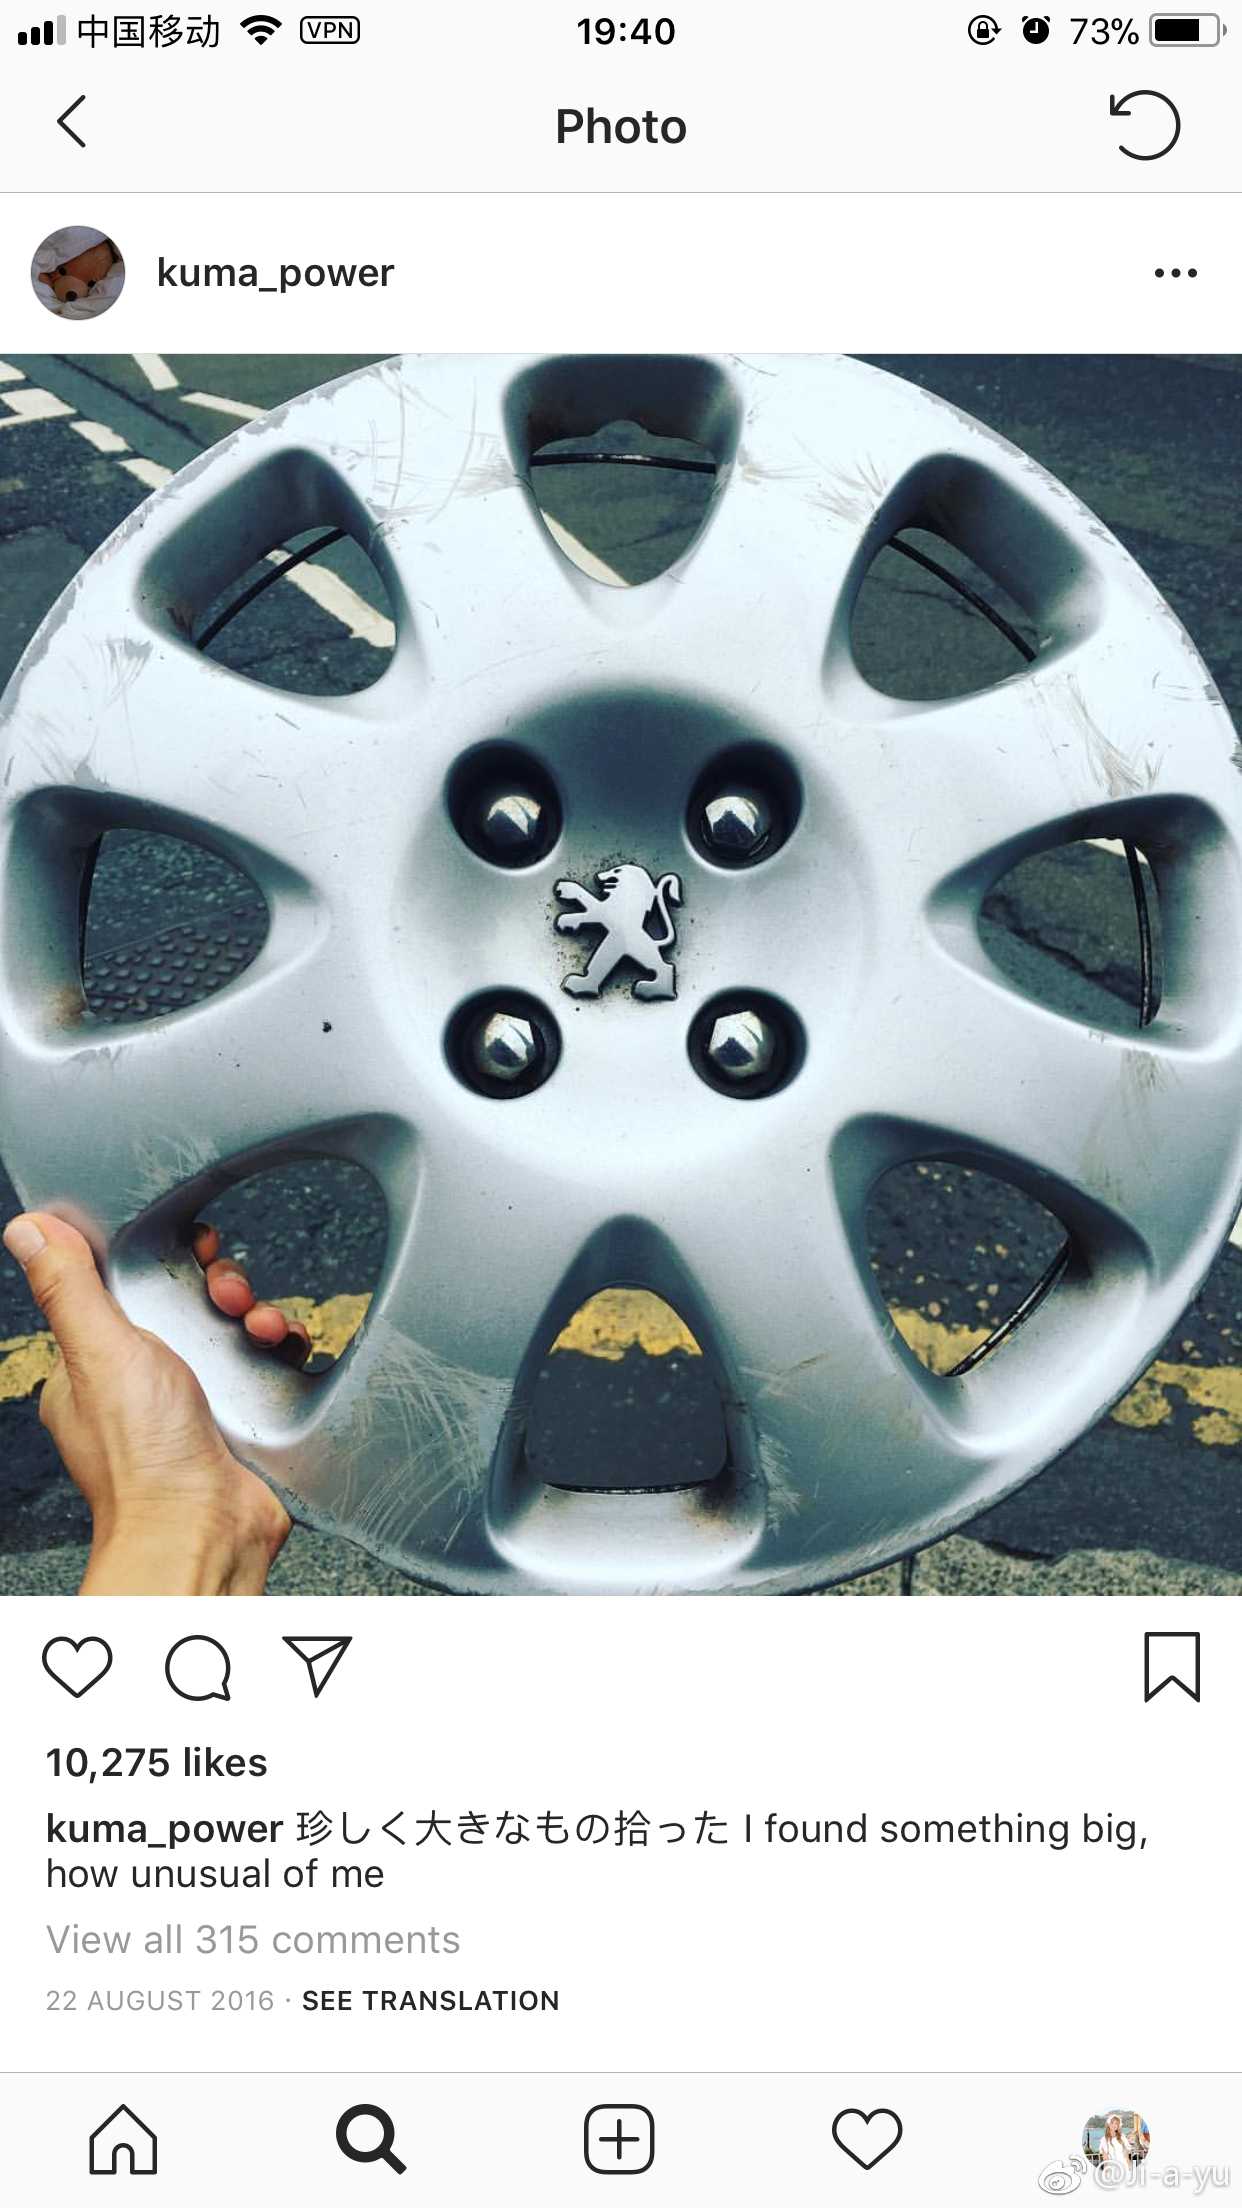 中国移动 VPN 19:40 73%
Photo
kuma_power
10,275 likes
kuma_power 珍しく大きなもの拾った I found something big,
how unusual of me
View all 315 comments
22 AUGUST 2016 · SEE TRANSLATION
@Ji-a-yu